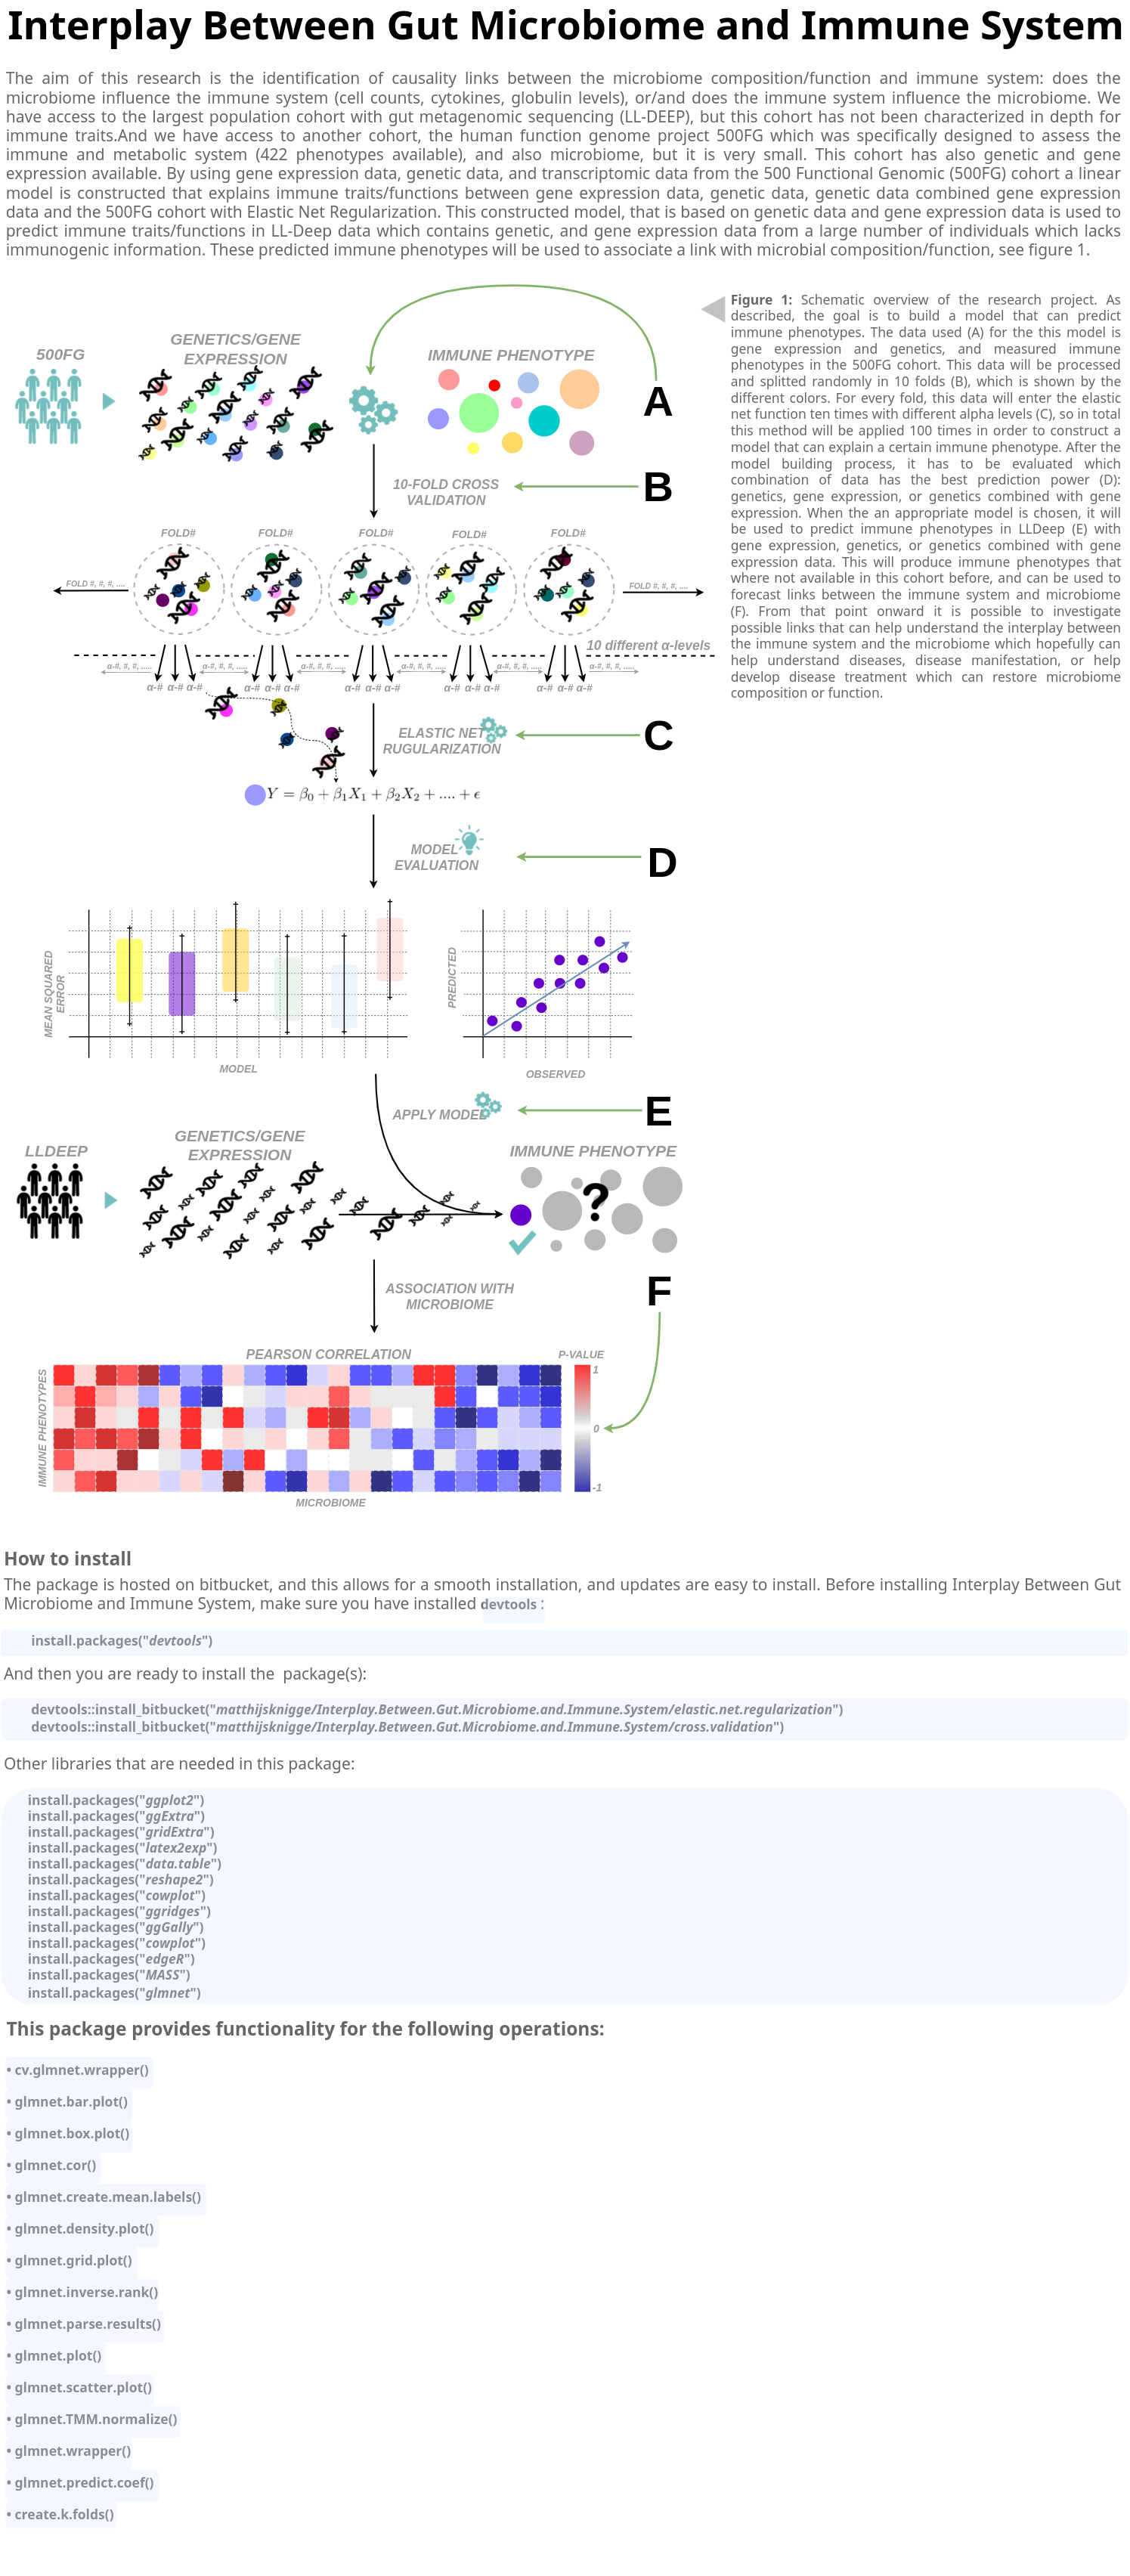 Interplay Between Gut Microbiome and Immune System
The aim of this research is the identification of causality links between the microbiome composition/function and immune system: does the
microbiome influence the immune system (cell counts, cytokines, globulin levels), or/and does the immune system influence the microbiome. We
have access to the largest population cohort with gut metagenomic sequencing (LL-DEEP), but this cohort has not been characterized in depth for
immune traits.And we have access to another cohort, the human function genome project 500FG which was specifically designed to assess the
immune and metabolic system (422 phenotypes available), and also microbiome, but it is very small. This cohort has also genetic and gene
expression available. By using gene expression data, genetic data, and transcriptomic data from the 500 Functional Genomic (500FG) cohort a linear
model is constructed that explains immune traits/functions between gene expression data, genetic data, genetic data combined gene expression
data and the 500FG cohort with Elastic Net Regularization. This constructed model, that is based on genetic data and gene expression data is used to
predict immune traits/functions in LL-Deep data which contains genetic, and gene expression data from a large number of individuals which lacks
immunogenic information. These predicted immune phenotypes will be used to associate a link with microbial composition/function, see figure 1.
Figure 1: Schematic overview of the research project. As
described, the goal is to build a model that can predict
immune phenotypes. The data used (A) for the this model is
gene expression and genetics, and measured immune
phenotypes in the 500FG cohort. This data will be processed
and splitted randomly in 10 folds (B), which is shown by the
different colors. For every fold, this data will enter the elastic
net function ten times with different alpha levels (C), so in total
this method will be applied 100 times in order to construct a
model that can explain a certain immune phenotype. After the
model building process, it has to be evaluated which
combination of data has the best prediction power (D):
genetics, gene expression, or genetics combined with gene
expression. When the an appropriate model is chosen, it will
be used to predict immune phenotypes in LLDeep (E) with
gene expression, genetics, or genetics combined with gene
expression data. This will produce immune phenotypes that
where not available in this cohort before, and can be used to
forecast links between the immune system and microbiome
(F). From that point onward it is possible to investigate
possible links that can help understand the interplay between
the immune system and the microbiome which hopefully can
help understand diseases, disease manifestation, or help
develop disease treatment which can restore microbiome
composition or function.
500FG
GENETICS/GENE
EXPRESSION
IMMUNE PHENOTYPE
A
10-FOLD CROSS
VALIDATION
B
FOLD# FOLD# FOLD# FOLD# FOLD#
FOLD #, #, #, .... FOLD #, #, #, ....
10 different α-levels
α-#, #, #, ..... α-#, #, #, ..... α-#, #, #, ..... α-#, #, #, ..... α-#, #, #, ..... α-#, #, #, .....
α-# α-# α-# α-# α-# α-# α-# α-# α-# α-# α-# α-# α-# α-# α-#
ELASTIC NET
RUGULARIZATION
C
Y = β0 + β1X1 + β2X2 + .... + ϵ
MODEL
EVALUATION
D
MEAN SQUARED
ERROR
MODEL
PREDICTED
OBSERVED
APPLY MODEL
E
LLDEEP
GENETICS/GENE
EXPRESSION
IMMUNE PHENOTYPE
?
ASSOCIATION WITH
MICROBIOME
F
PEARSON CORRELATION
P-VALUE
1
0
-1
IMMUNE PHENOTYPES
MICROBIOME
How to install
The package is hosted on bitbucket, and this allows for a smooth installation, and updates are easy to install. Before installing Interplay Between Gut
Microbiome and Immune System, make sure you have installed devtools :
install.packages("devtools")
And then you are ready to install the package(s):
devtools::install_bitbucket("matthijsknigge/Interplay.Between.Gut.Microbiome.and.Immune.System/elastic.net.regularization")
devtools::install_bitbucket("matthijsknigge/Interplay.Between.Gut.Microbiome.and.Immune.System/cross.validation")
Other libraries that are needed in this package:
install.packages("ggplot2")
install.packages("ggExtra")
install.packages("gridExtra")
install.packages("latex2exp")
install.packages("data.table")
install.packages("reshape2")
install.packages("cowplot")
install.packages("ggridges")
install.packages("ggGally")
install.packages("cowplot")
install.packages("edgeR")
install.packages("MASS")
install.packages("glmnet")
This package provides functionality for the following operations:
• cv.glmnet.wrapper()
• glmnet.bar.plot()
• glmnet.box.plot()
• glmnet.cor()
• glmnet.create.mean.labels()
• glmnet.density.plot()
• glmnet.grid.plot()
• glmnet.inverse.rank()
• glmnet.parse.results()
• glmnet.plot()
• glmnet.scatter.plot()
• glmnet.TMM.normalize()
• glmnet.wrapper()
• glmnet.predict.coef()
• create.k.folds()